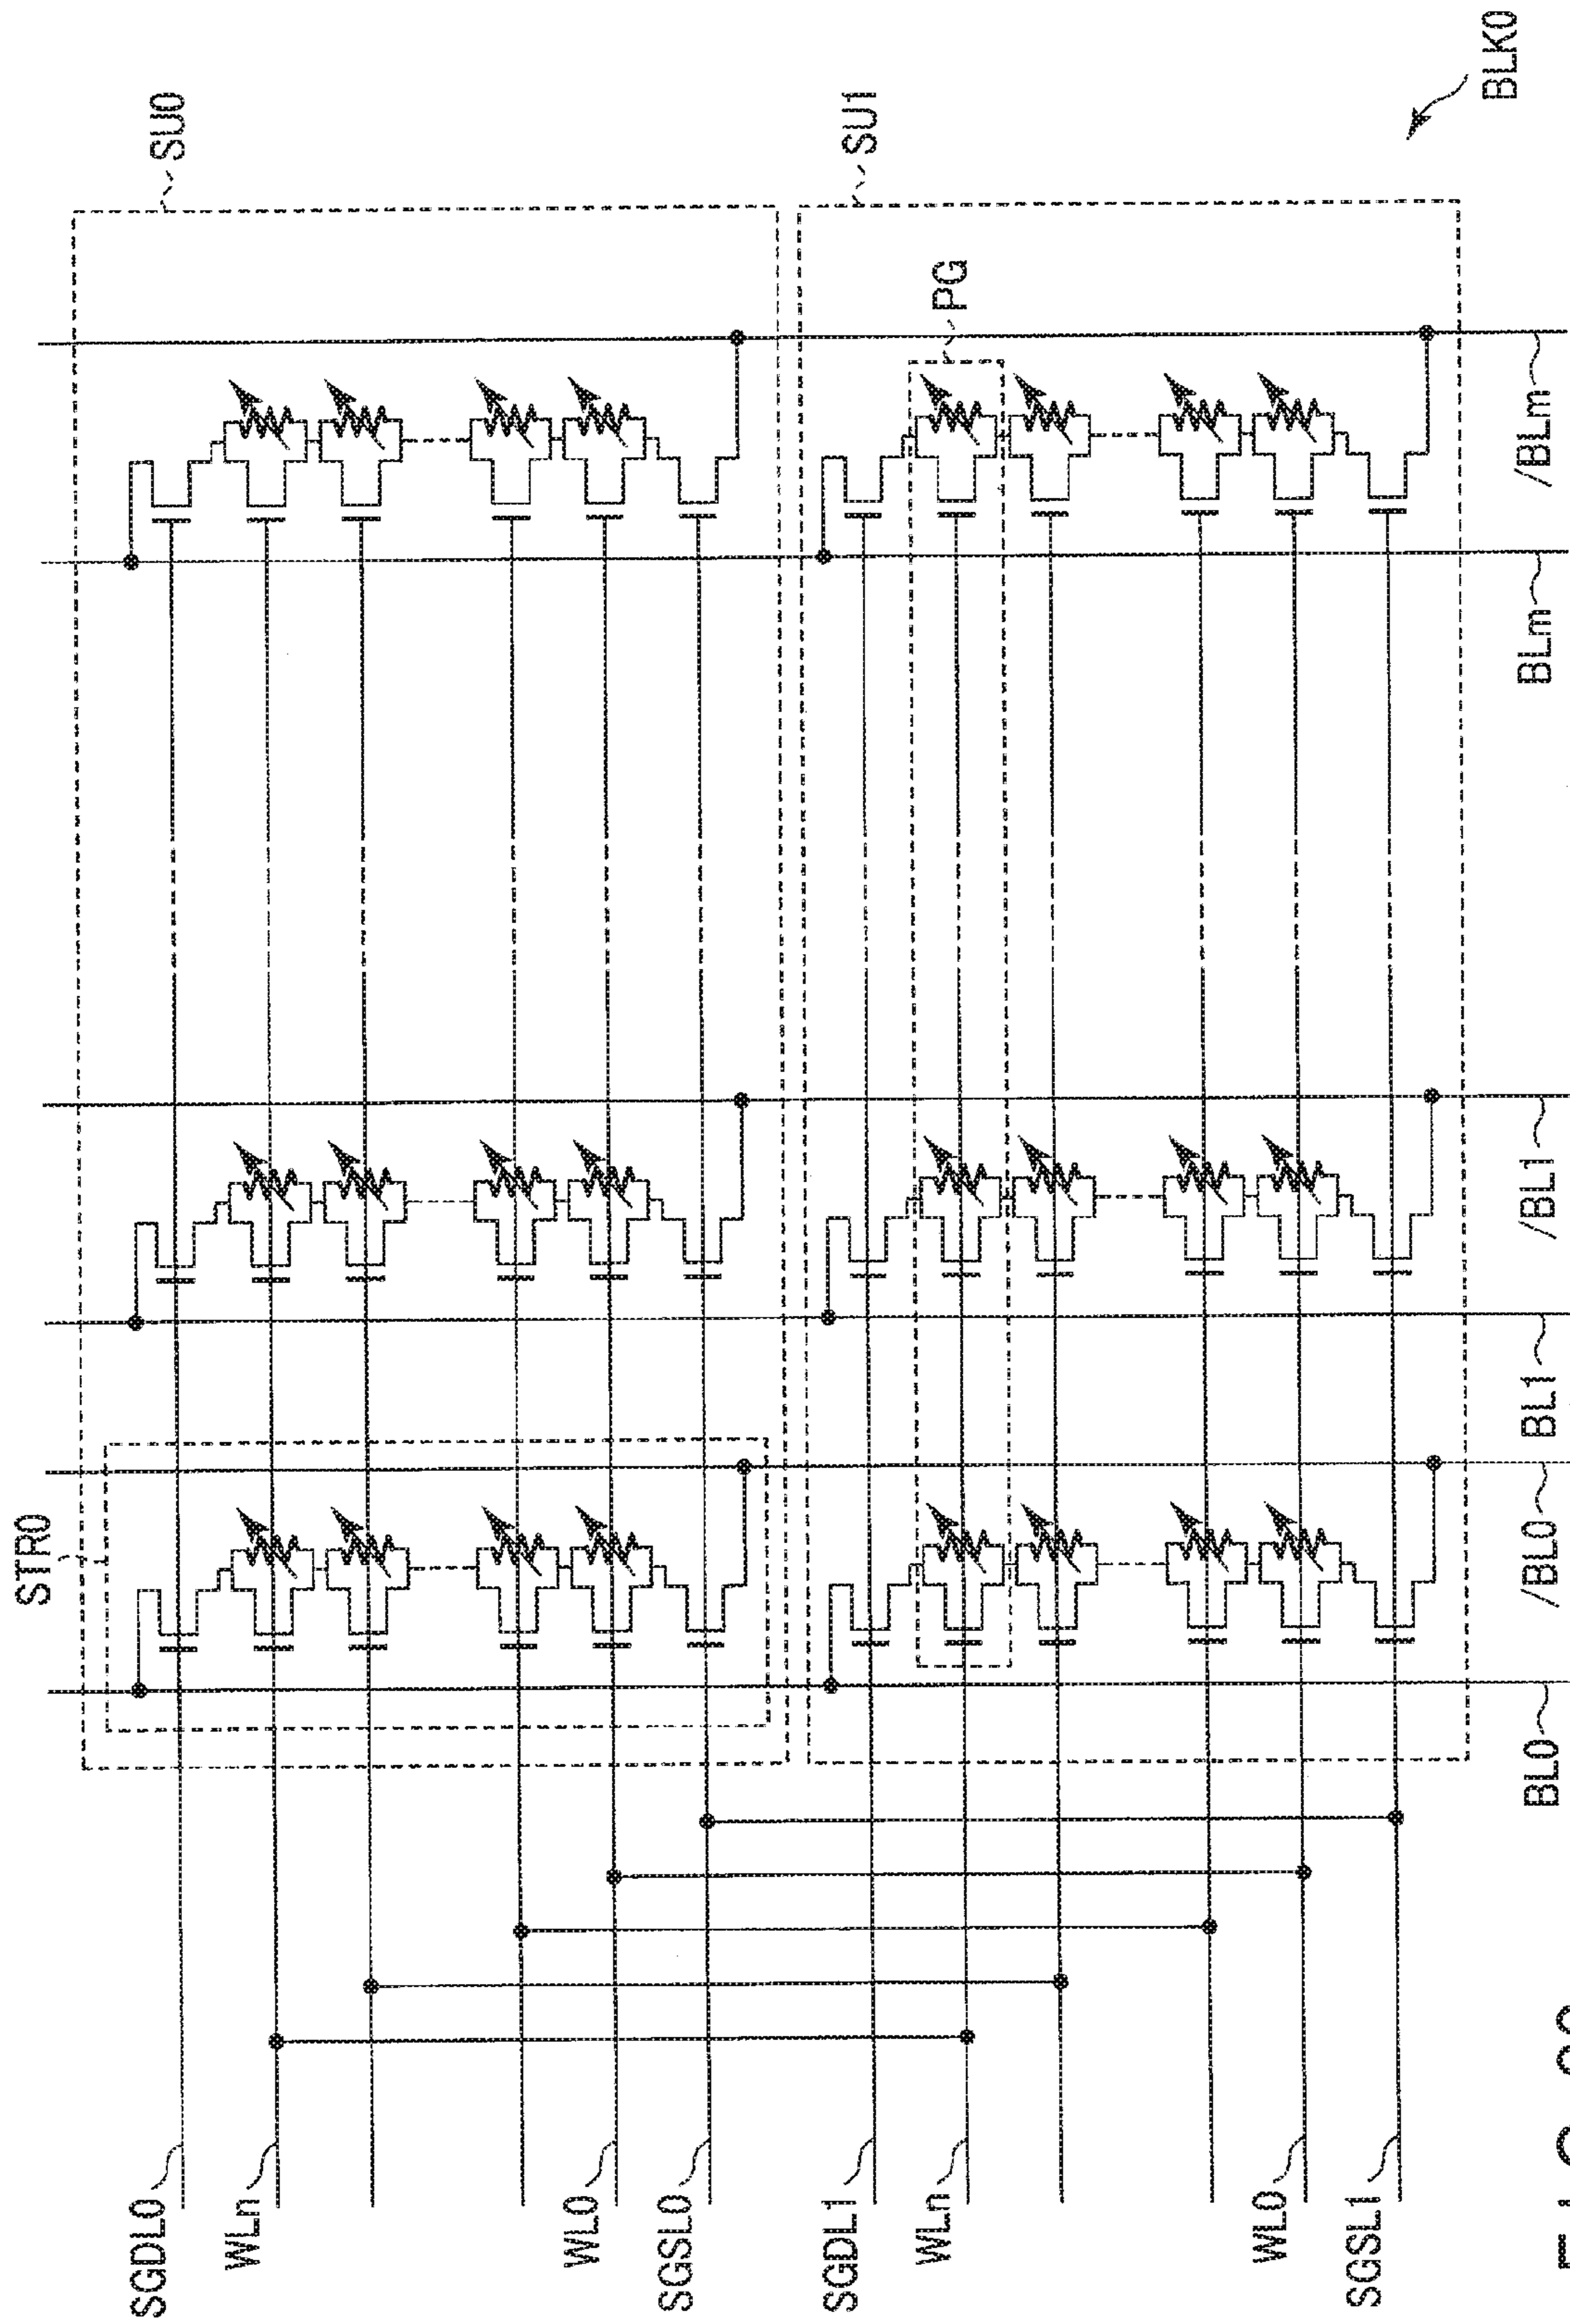 SU0
SU1
BLK0
PG
STR0
/BLm
BLm
/BL1
BL1
/BL0
BL0
SGDL0
WLn
WL0
SGSL0
SGDL1
WLn
WL0
SGSL1